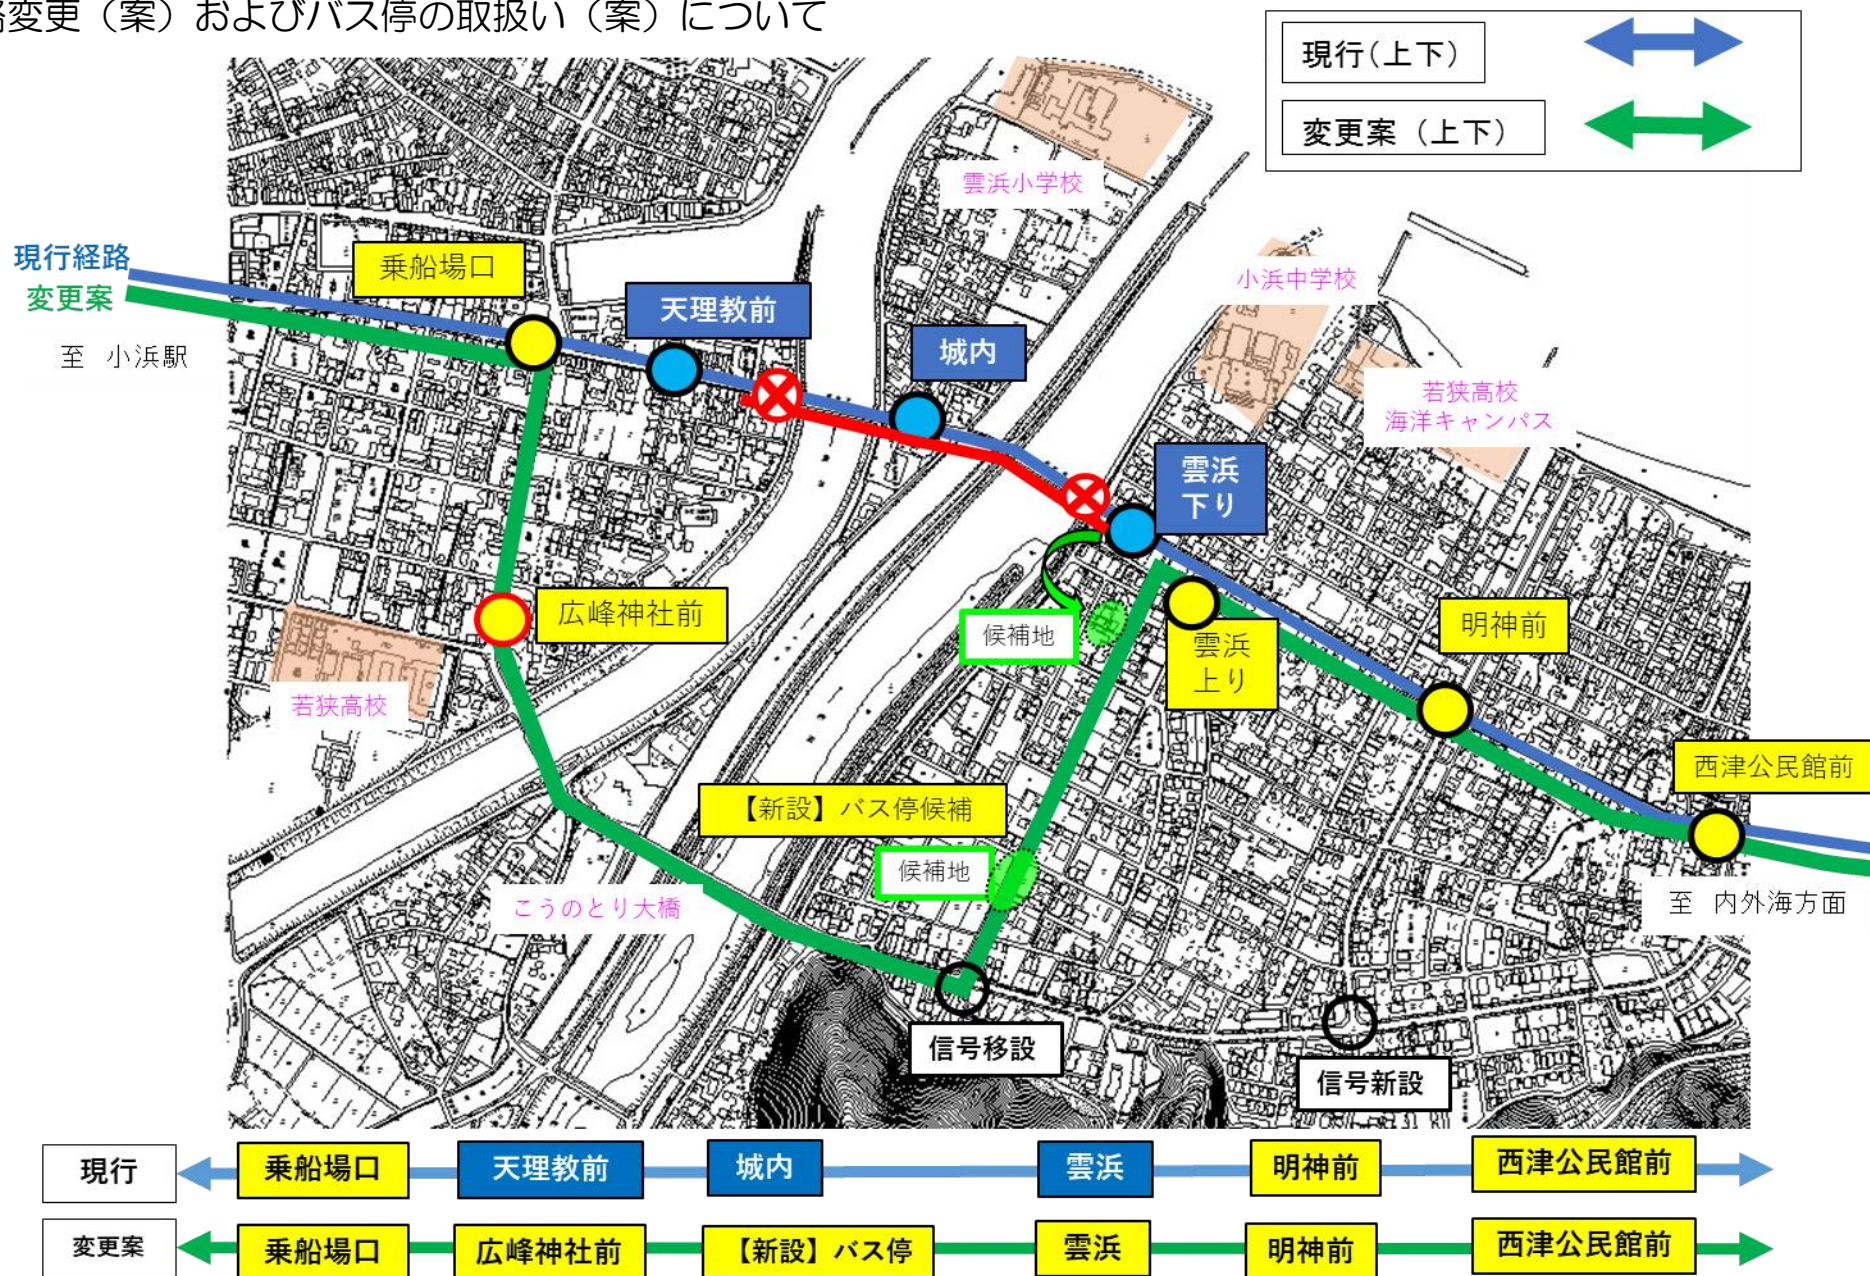 変更（案）およびバス停の取扱い（案）について
現行（上下）
変更案（上下）
雲浜小学校
現行経路
変更案
乗船場口
小浜中学校
天理教前
至 小浜駅
城内
若狭高校
海洋キャンパス
雲浜
下り
広峰神社前
候補地
明神前
雲浜
上り
若狭高校
西津公民館前
【新設】バス停候補
候補地
こうのとり大橋
至 内外海方面
信号移設
信号新設
現行
乗船場口
天理教前
城内
雲浜
明神前
西津公民館前
変更案
乗船場口
広峰神社前
【新設】バス停
雲浜
明神前
西津公民館前